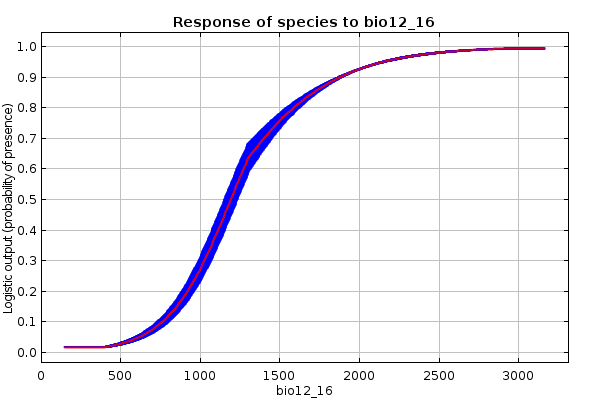 Response of species to bio12_16
Logistic output (probability of presence)
1.0
0.9
0.8
0.7
0.6
0.5
0.4
0.3
0.2
0.1
0.0
0 500 1000 1500 2000 2500 3000
bio12_16